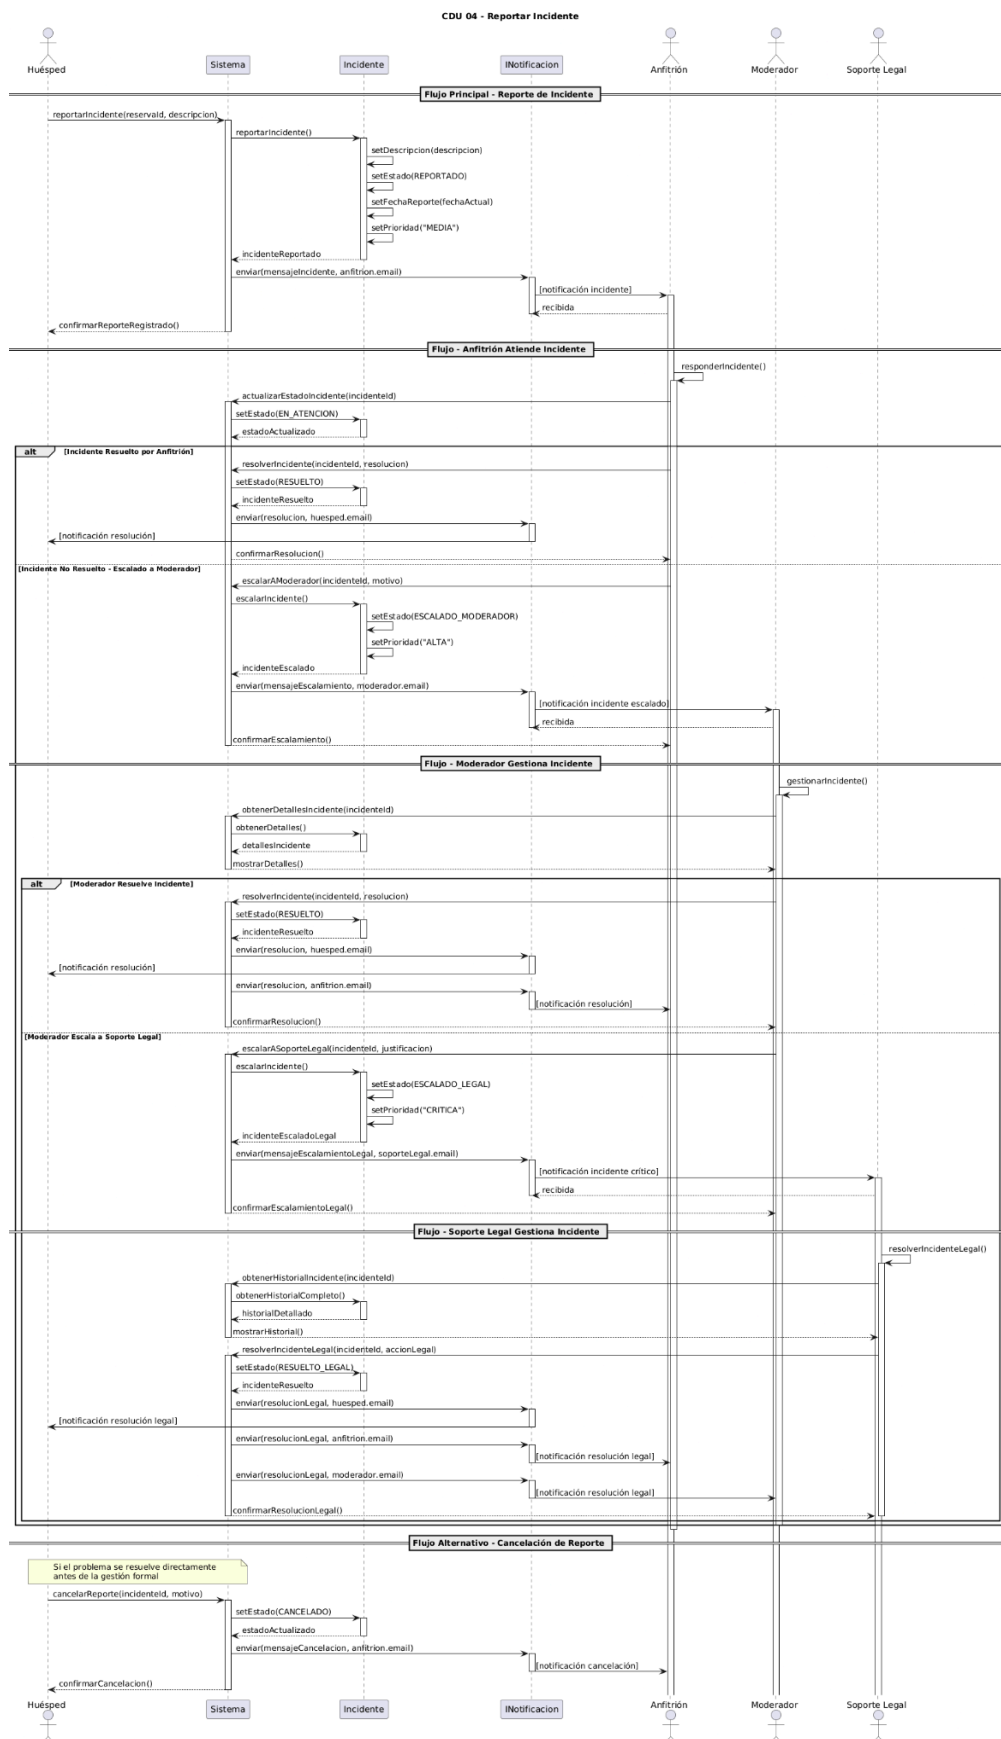 CDU 04 - Reportar Incidente
Huésped
Sistema
Incidente
INotificacion
Anfitrión
Moderador
Soporte Legal
Flujo Principal - Reporte de Incidente
reportarIncidente(reservaId, descripcion)
reportarIncidente()
setDescripcion(descripcion)
setEstado(REPORTADO)
setFechaReporte(fechaActual)
setPrioridad("MEDIA")
incidenteReportado
enviar(mensajeIncidente, anfitrion.email)
[notificación incidente]
recibida
confirmarReporteRegistrado()
Flujo - Anfitrión Atiende Incidente
responderIncidente()
actualizarEstadoIncidente(incidenteId)
setEstado(EN_ATENCION)
estadoActualizado
alt
[Incidente Resuelto por Anfitrión]
resolverIncidente(incidenteId, resolucion)
setEstado(RESUELTO)
incidenteResuelto
enviar(resolucion, huesped.email)
[notificación resolución]
confirmarResolucion()
[Incidente No Resuelto - Escalado a Moderador]
escalarAModerador(incidenteId, motivo)
escalarIncidente()
setEstado(ESCALADO_MODERADOR)
setPrioridad("ALTA")
incidenteEscalado
enviar(mensajeEscalamiento, moderador.email)
[notificación incidente escalado]
recibida
confirmarEscalamiento()
Flujo - Moderador Gestiona Incidente
gestionarIncidente()
obtenerDetallesIncidente(incidenteId)
obtenerDetalles()
detallesIncidente
mostrarDetalles()
alt
[Moderador Resuelve Incidente]
resolverIncidente(incidenteId, resolucion)
setEstado(RESUELTO)
incidenteResuelto
enviar(resolucion, huesped.email)
[notificación resolución]
enviar(resolucion, anfitrion.email)
[notificación resolución]
confirmarResolucion()
[Moderador Escala a Soporte Legal]
escalarASoporteLegal(incidenteId, justificacion)
escalarIncidente()
setEstado(ESCALADO_LEGAL)
setPrioridad("CRITICA")
incidenteEscaladoLegal
enviar(mensajeEscalamientoLegal, soporteLegal.email)
[notificación incidente crítico]
recibida
confirmarEscalamientoLegal()
Flujo - Soporte Legal Gestiona Incidente
resolverIncidenteLegal()
obtenerHistorialIncidente(incidenteId)
obtenerHistorialCompleto()
historialDetallado
mostrarHistorial()
resolverIncidenteLegal(incidenteId, accionLegal)
setEstado(RESUELTO_LEGAL)
incidenteResuelto
enviar(resolucionLegal, huesped.email)
[notificación resolución legal]
enviar(resolucionLegal, anfitrion.email)
[notificación resolución legal]
enviar(resolucionLegal, moderador.email)
[notificación resolución legal]
confirmarResolucionLegal()
Flujo Alternativo - Cancelación de Reporte
Si el problema se resuelve directamente
antes de la gestión formal
cancelarReporte(incidenteId, motivo)
setEstado(CANCELADO)
estadoActualizado
enviar(mensajeCancelacion, anfitrion.email)
[notificación cancelación]
confirmarCancelacion()
Huésped
Sistema
Incidente
INotificacion
Anfitrión
Moderador
Soporte Legal